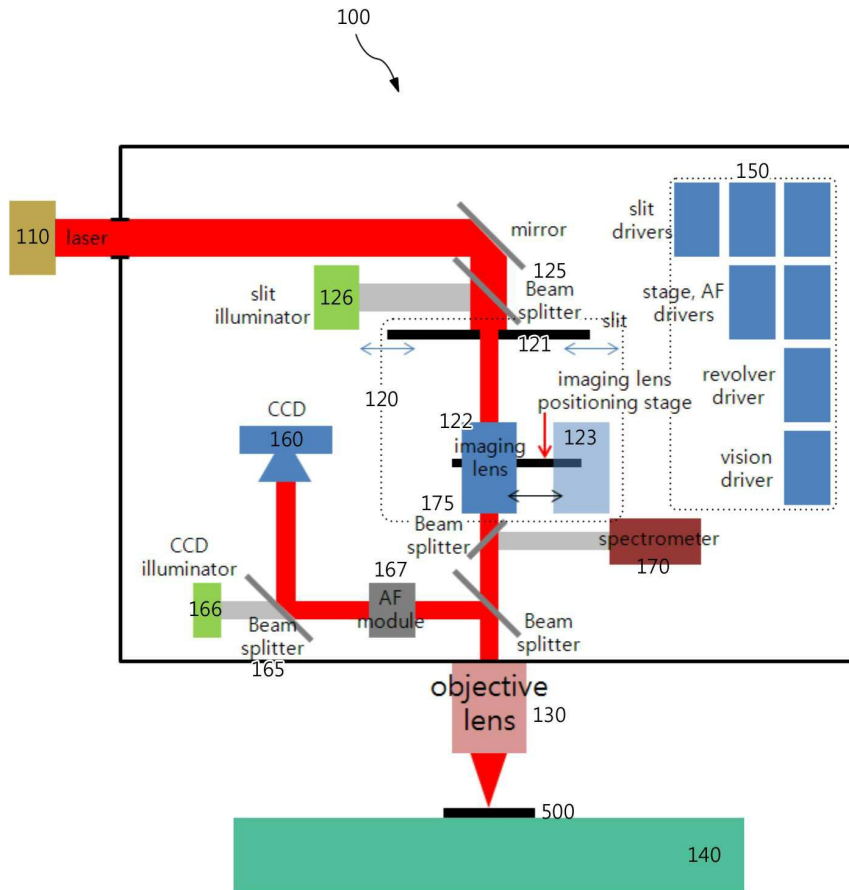 100
150
110
laser
mirror
slit
drivers
125
126
slit
illuminator
Beam
splitter
stage, AF
drivers
slit
121
120
imaging lens
positioning stage
revolver
driver
CCD
160
122
imaging
lens
123
vision
driver
175
Beam
splitter
spectrometer
170
CCD
illuminator
167
166
AF
module
Beam
splitter
165
Beam
splitter
objective
lens
130
500
140